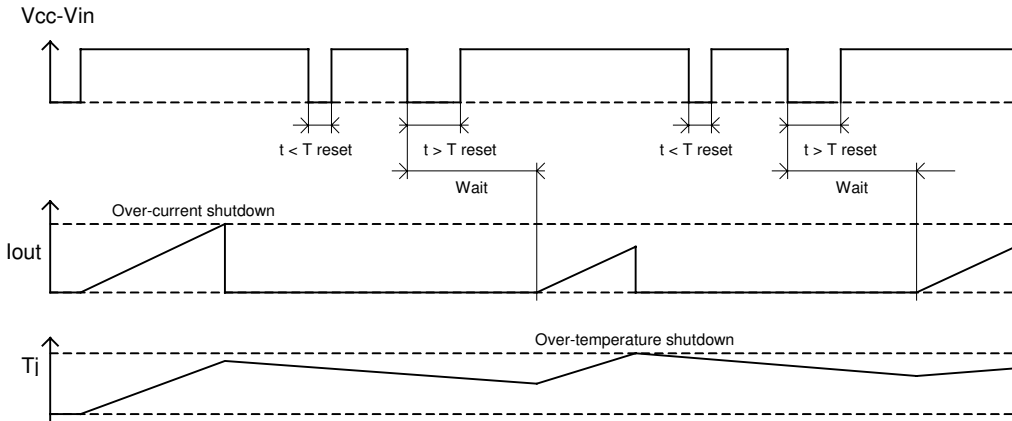 Vcc-Vin
t < T reset
t > T reset
t < T reset
t > T reset
Wait
Wait
Over-current shutdown
Iout
Over-temperature shutdown
Tj